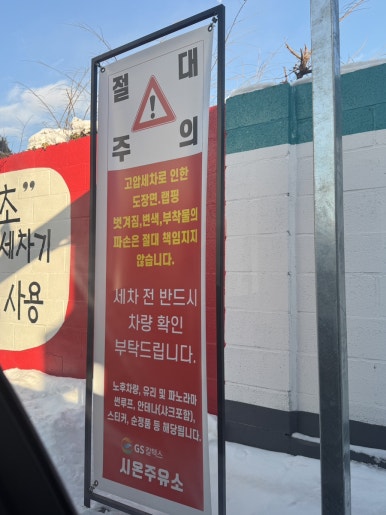 절 대
주 의
고압세차로 인한
도장면,랩핑
벗겨짐,변색,부착물의
파손은 절대 책임지지
않습니다.
세차 전 반드시
차량 확인
부탁드립니다.
노후차량, 유리 및 파노라마
썬루프, 안테나(샤크포함),
스티커, 순정품 등 해당됩니다.
GS칼텍스
시온주유소
초”
세차기
사용